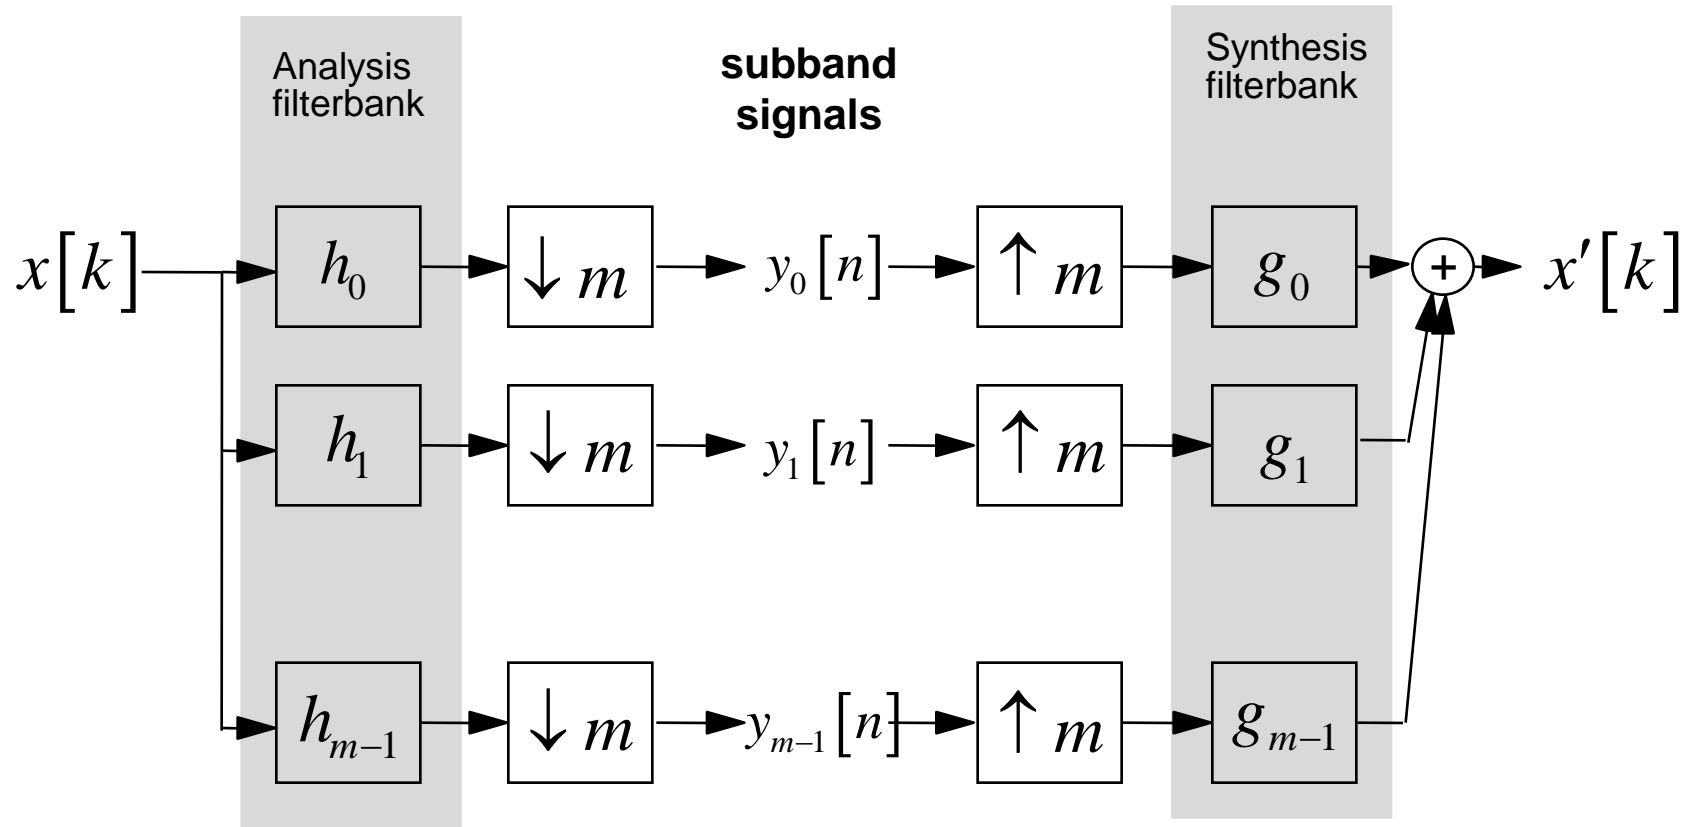 Analysis
filterbank
subband
signals
Synthesis
filterbank
x[k]
h₀
↓ m
y₀[n]
↑ m
g₀
+
x′[k]
h₁
↓ m
y₁[n]
↑ m
g₁
hₘ₋₁
↓ m
yₘ₋₁[n]
↑ m
gₘ₋₁